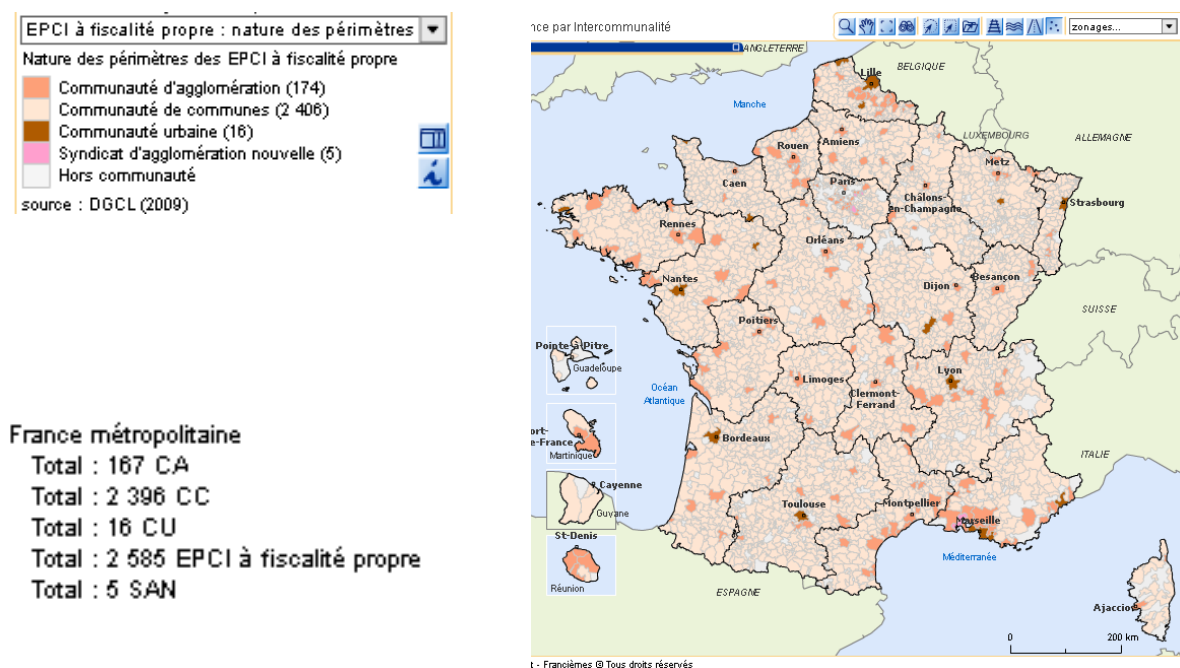 EPCI à fiscalité propre : nature des périmètres
Nature des périmètres des EPCI à fiscalité propre
Communauté d'agglomération (174)
Communauté de communes (2 406)
Communauté urbaine (16)
Syndicat d'agglomération nouvelle (5)
Hors communauté
source : DGCL (2009)
France métropolitaine
Total : 167 CA
Total : 2 396 CC
Total : 16 CU
Total : 2 585 EPCI à fiscalité propre
Total : 5 SAN
nce par Intercommunalité
zonages...
ANGLETERRE
BELGIQUE
Lille
Manche
LUXEMBOURG
ALLEMAGNE
Amiens
Rouen
Metz
Caen
Paris
Châlons
en-Champagne
Strasbourg
Rennes
Orléans
Nantes
Dijon
Besançon
SUISSE
Poitiers
Pointe-à-Pitre
Guadeloupe
Limoges
Lyon
Océan
Atlantique
Clermont-
Ferrand
ort-
e-France
Martinique
Bordeaux
ITALIE
Cayenne
Guyane
Toulouse
Montpellier
Marseille
St-Denis
Réunion
Méditerranée
ESPAGNE
Ajaccio
0 200 km
t - Francièmes © Tous droits réservés